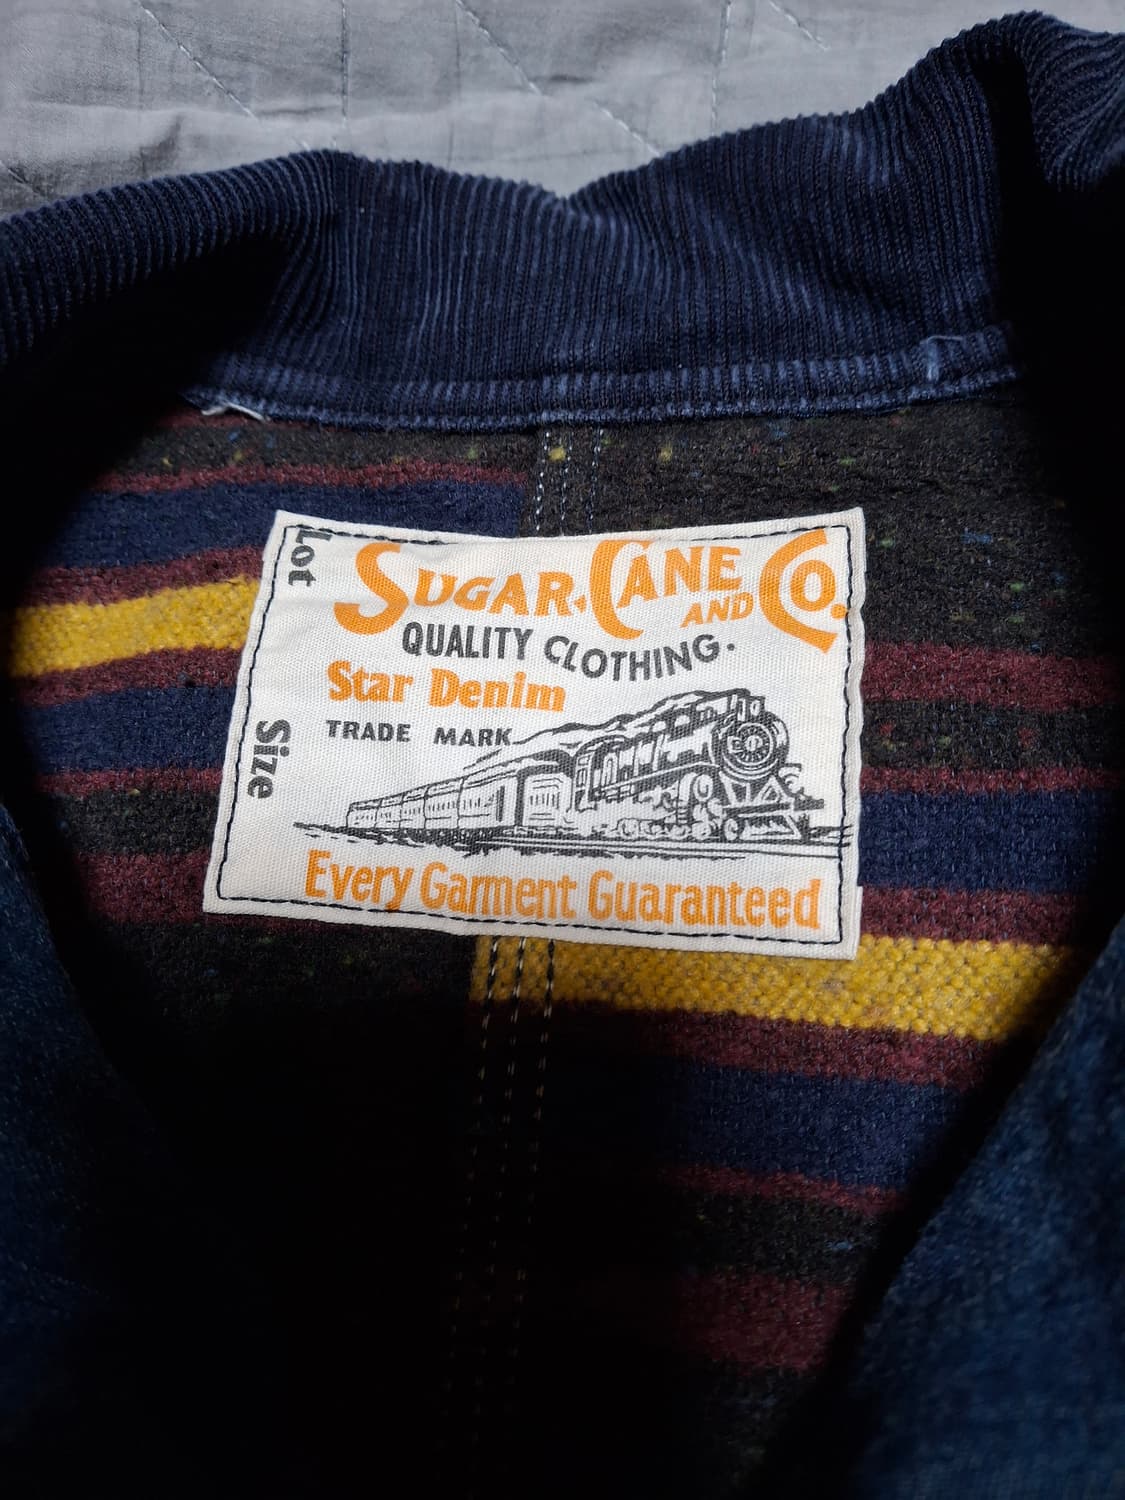 Lot
SUGAR CANE AND CO.
QUALITY CLOTHING.
Star Denim
TRADE MARK
Size
Every Garment Guaranteed